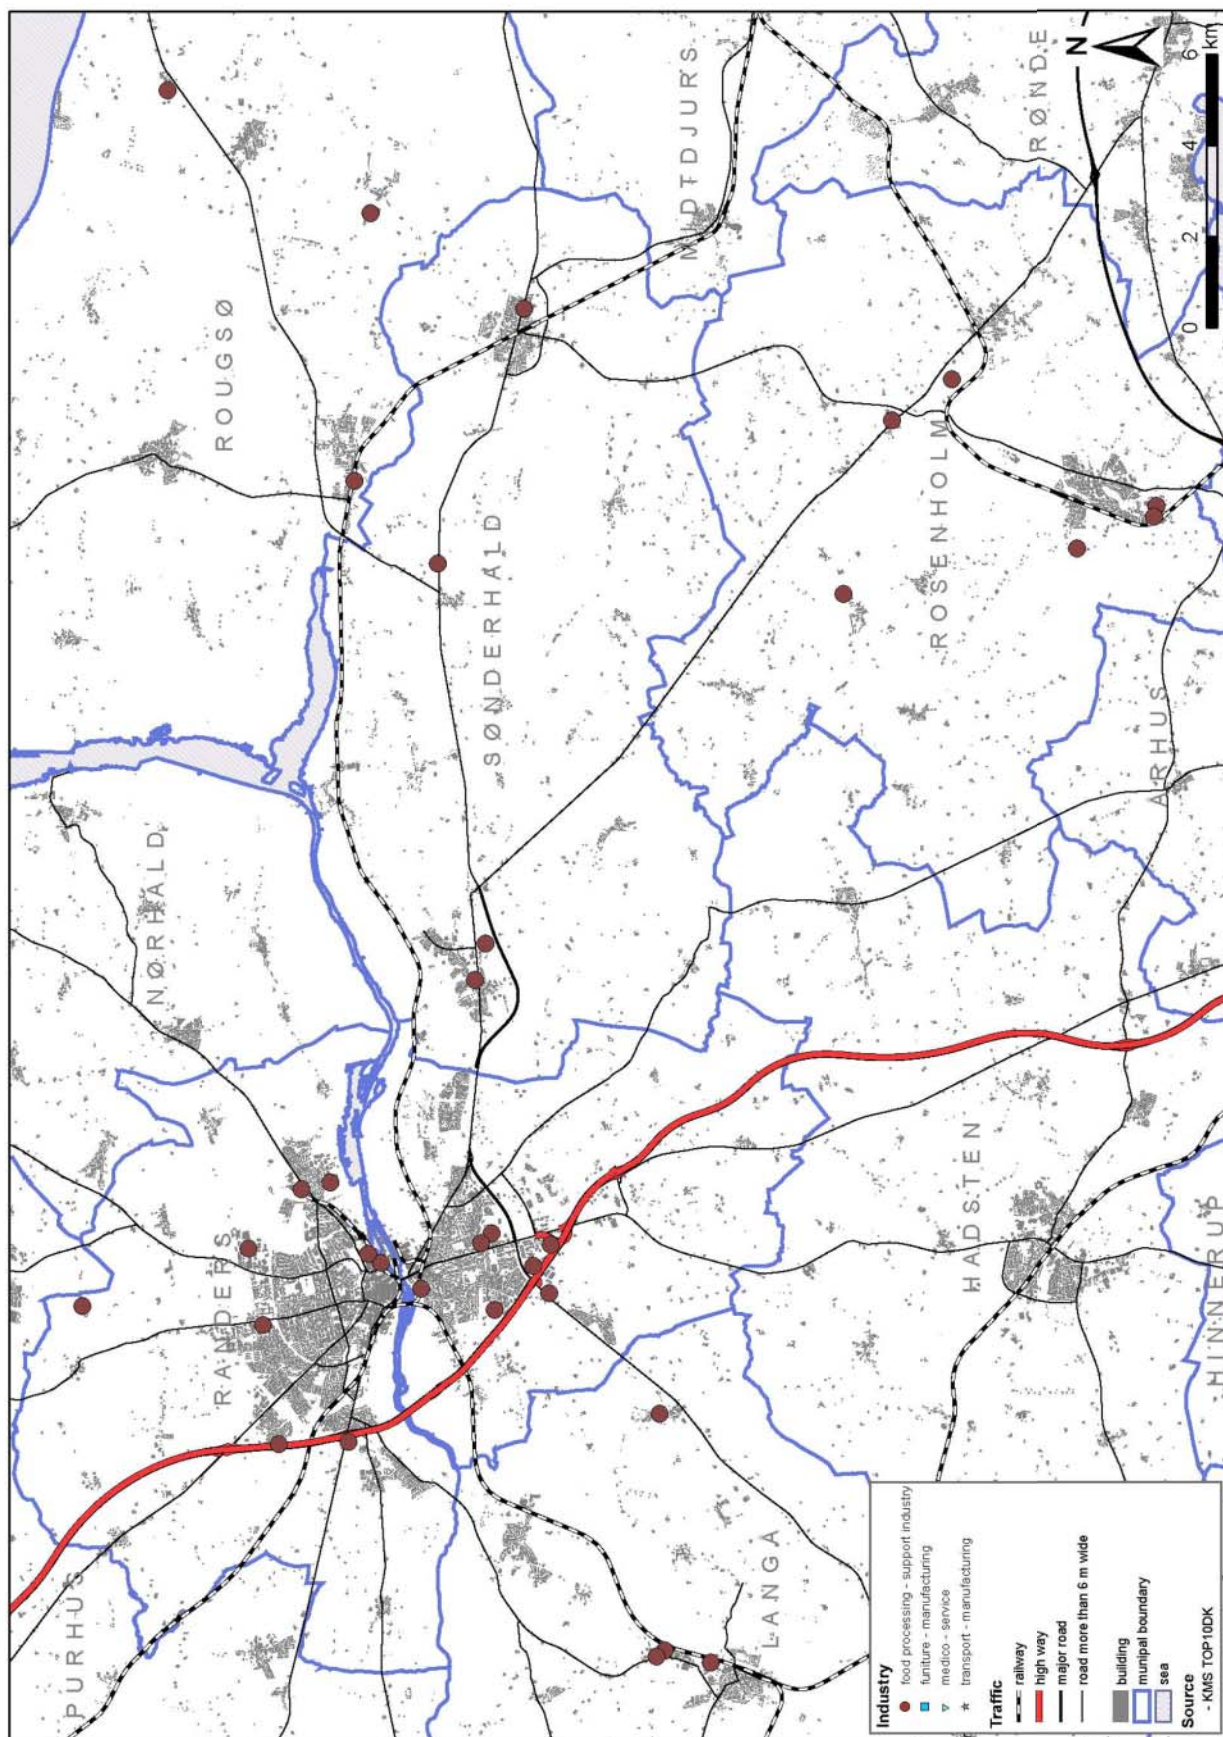 PURHUS
RANDERS
NØRHALD
ROUGSØ
SØNDERHALD
MIDTDJURS
LANGA
HADSTEN
HINNERUP
ARHUS
ROSENHOLM
RØNDE
N
0 2 4 6
km
Industry
food processing - support industry
funiture - manufacturing
medico - service
transport - manufacturing
Traffic
railway
high way
major road
road more than 6 m wide
building
munipal boundary
sea
Source
- KMS TOP10DK